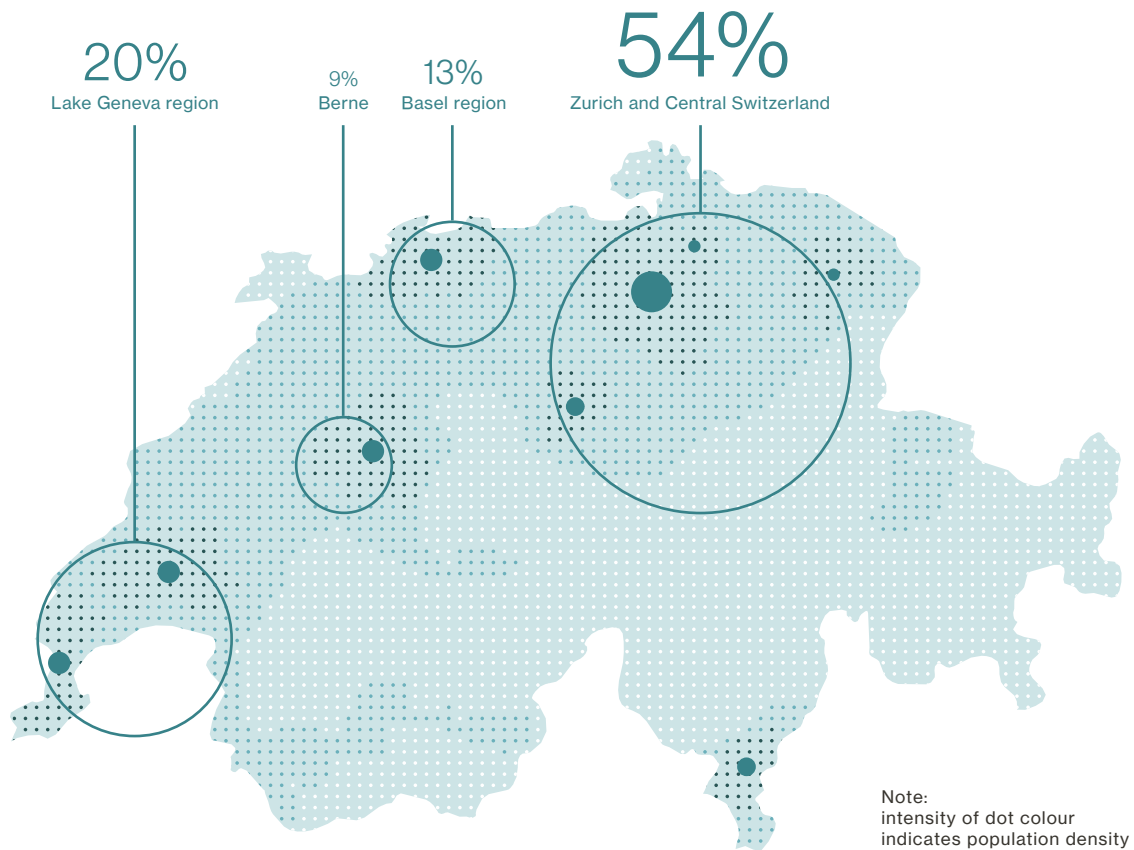 20%
Lake Geneva region
9%
Berne
13%
Basel region
54%
Zurich and Central Switzerland
Note:
intensity of dot colour
indicates population density